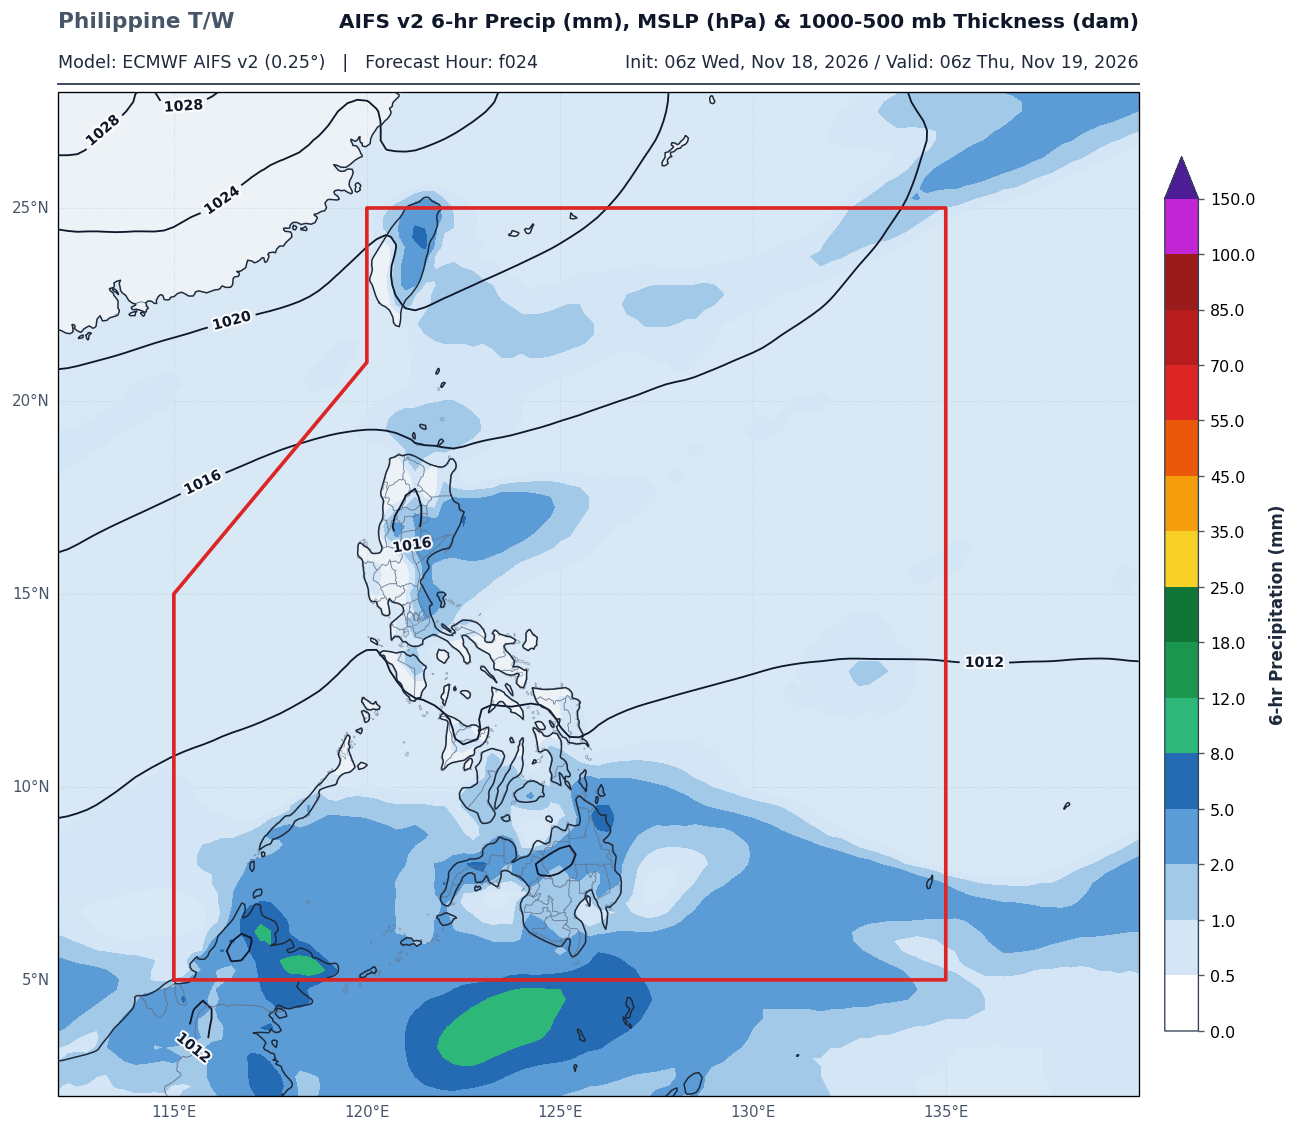 Philippine T/W
AIFS v2 6-hr Precip (mm), MSLP (hPa) & 1000-500 mb Thickness (dam)
Model: ECMWF AIFS v2 (0.25°) | Forecast Hour: f024
Init: 06z Wed, Nov 18, 2026 / Valid: 06z Thu, Nov 19, 2026
1028
1028
1024
1020
1016
1016
1012
1012
25°N
20°N
15°N
10°N
5°N
115°E
120°E
125°E
130°E
135°E
150.0
100.0
85.0
70.0
55.0
45.0
35.0
25.0
18.0
12.0
8.0
5.0
2.0
1.0
0.5
0.0
6-hr Precipitation (mm)